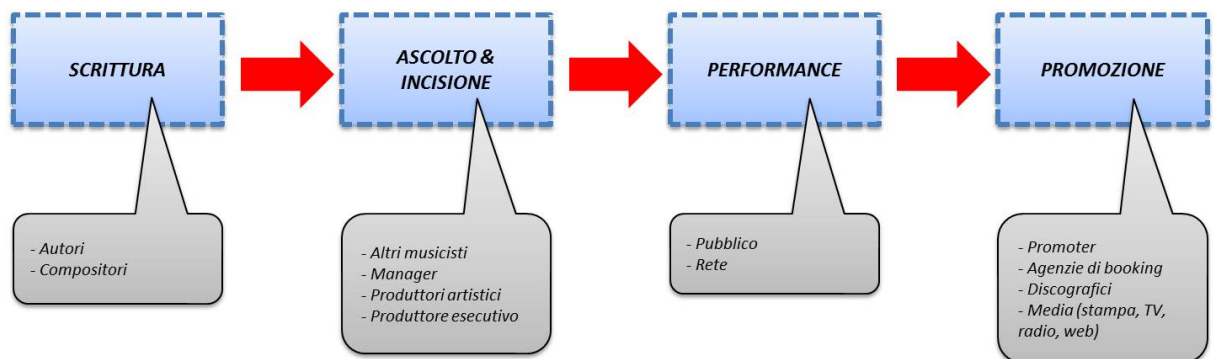 SCRITTURA
ASCOLTO &
INCISIONE
PERFORMANCE
PROMOZIONE
- Autori
- Compositori
- Altri musicisti
- Manager
- Produttori artistici
- Produttore esecutivo
- Pubblico
- Rete
- Promoter
- Agenzie di booking
- Discografici
- Media (stampa, TV,
radio, web)